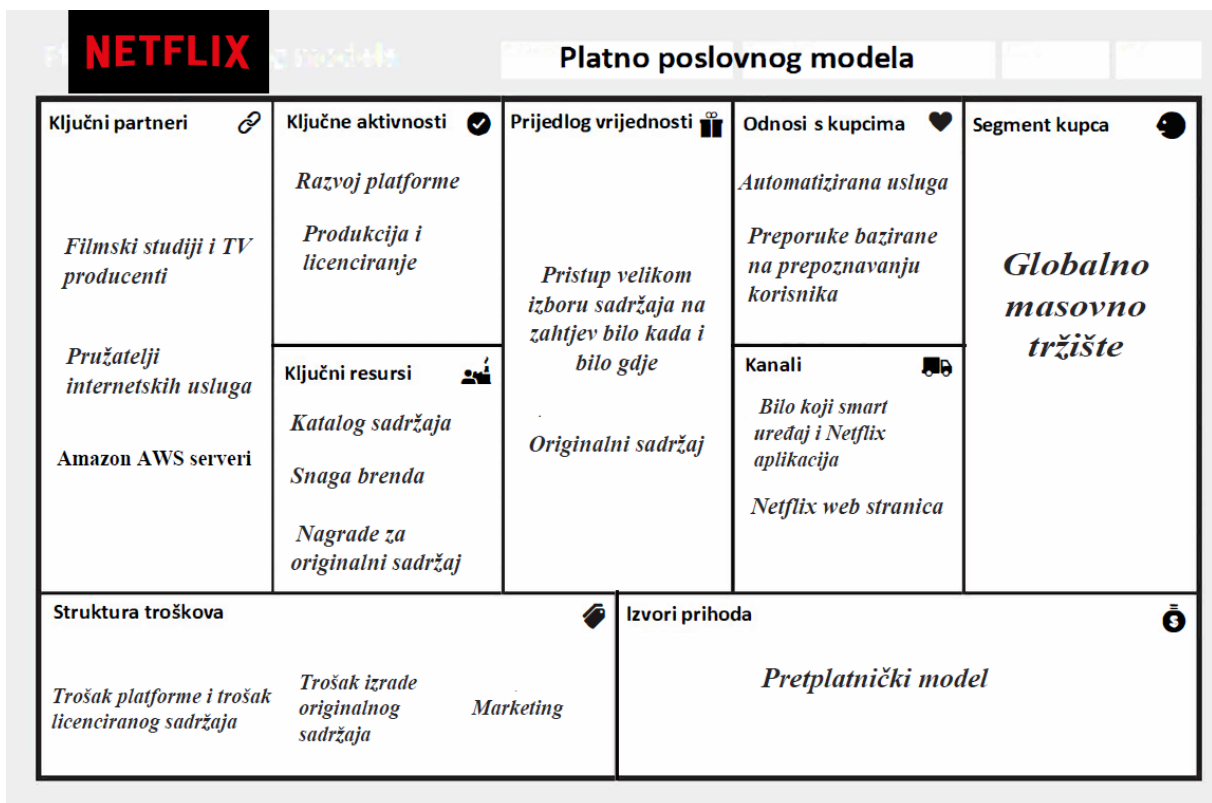 NETFLIX
Platno poslovnog modela
Ključni partneri
Filmski studiji i TV
producenti
Pružatelji
internetskih usluga
Amazon AWS serveri
Ključne aktivnosti
Razvoj platforme
Produkcija i
licenciranje
Ključni resursi
Katalog sadržaja
Snaga brenda
Nagrade za
originalni sadržaj
Prijedlog vrijednosti
Pristup velikom
izboru sadržaja na
zahtjev bilo kada i
bilo gdje
Originalni sadržaj
Odnosi s kupcima
Automatizirana usluga
Preporuke bazirane
na prepoznavanju
korisnika
Kanali
Bilo koji smart
uređaj i Netflix
aplikacija
Netflix web stranica
Segment kupca
Globalno
masovno
tržište
Struktura troškova
Trošak platforme i trošak
licenciranog sadržaja
Trošak izrade
originalnog
sadržaja
Marketing
Izvori prihoda
Pretplatnički model